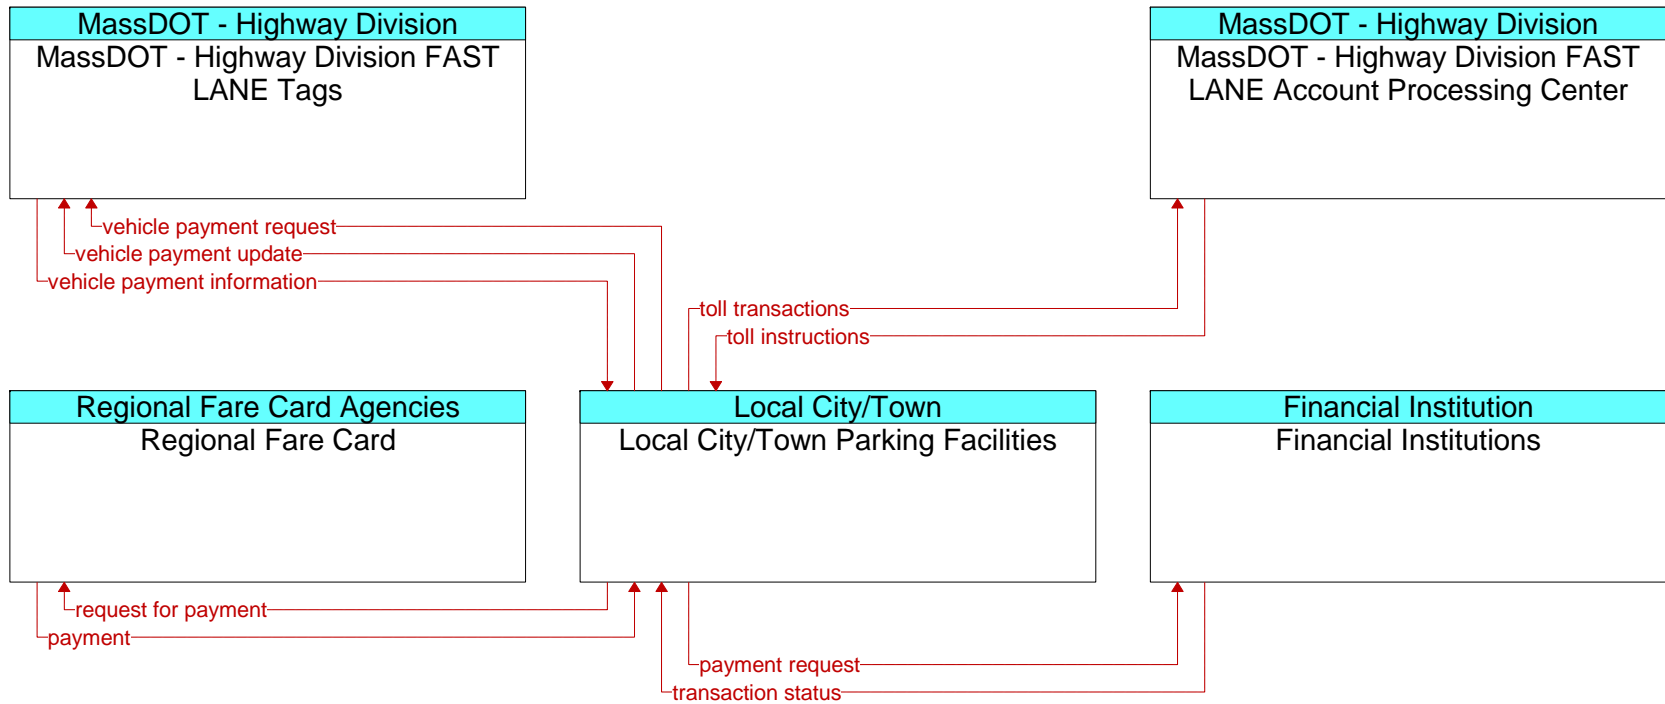 MassDOT - Highway Division
MassDOT - Highway Division FAST
LANE Tags
MassDOT - Highway Division
MassDOT - Highway Division FAST
LANE Account Processing Center
vehicle payment request
vehicle payment update
vehicle payment information
toll transactions
toll instructions
Regional Fare Card Agencies
Regional Fare Card
Local City/Town
Local City/Town Parking Facilities
Financial Institution
Financial Institutions
request for payment
payment
payment request
transaction status